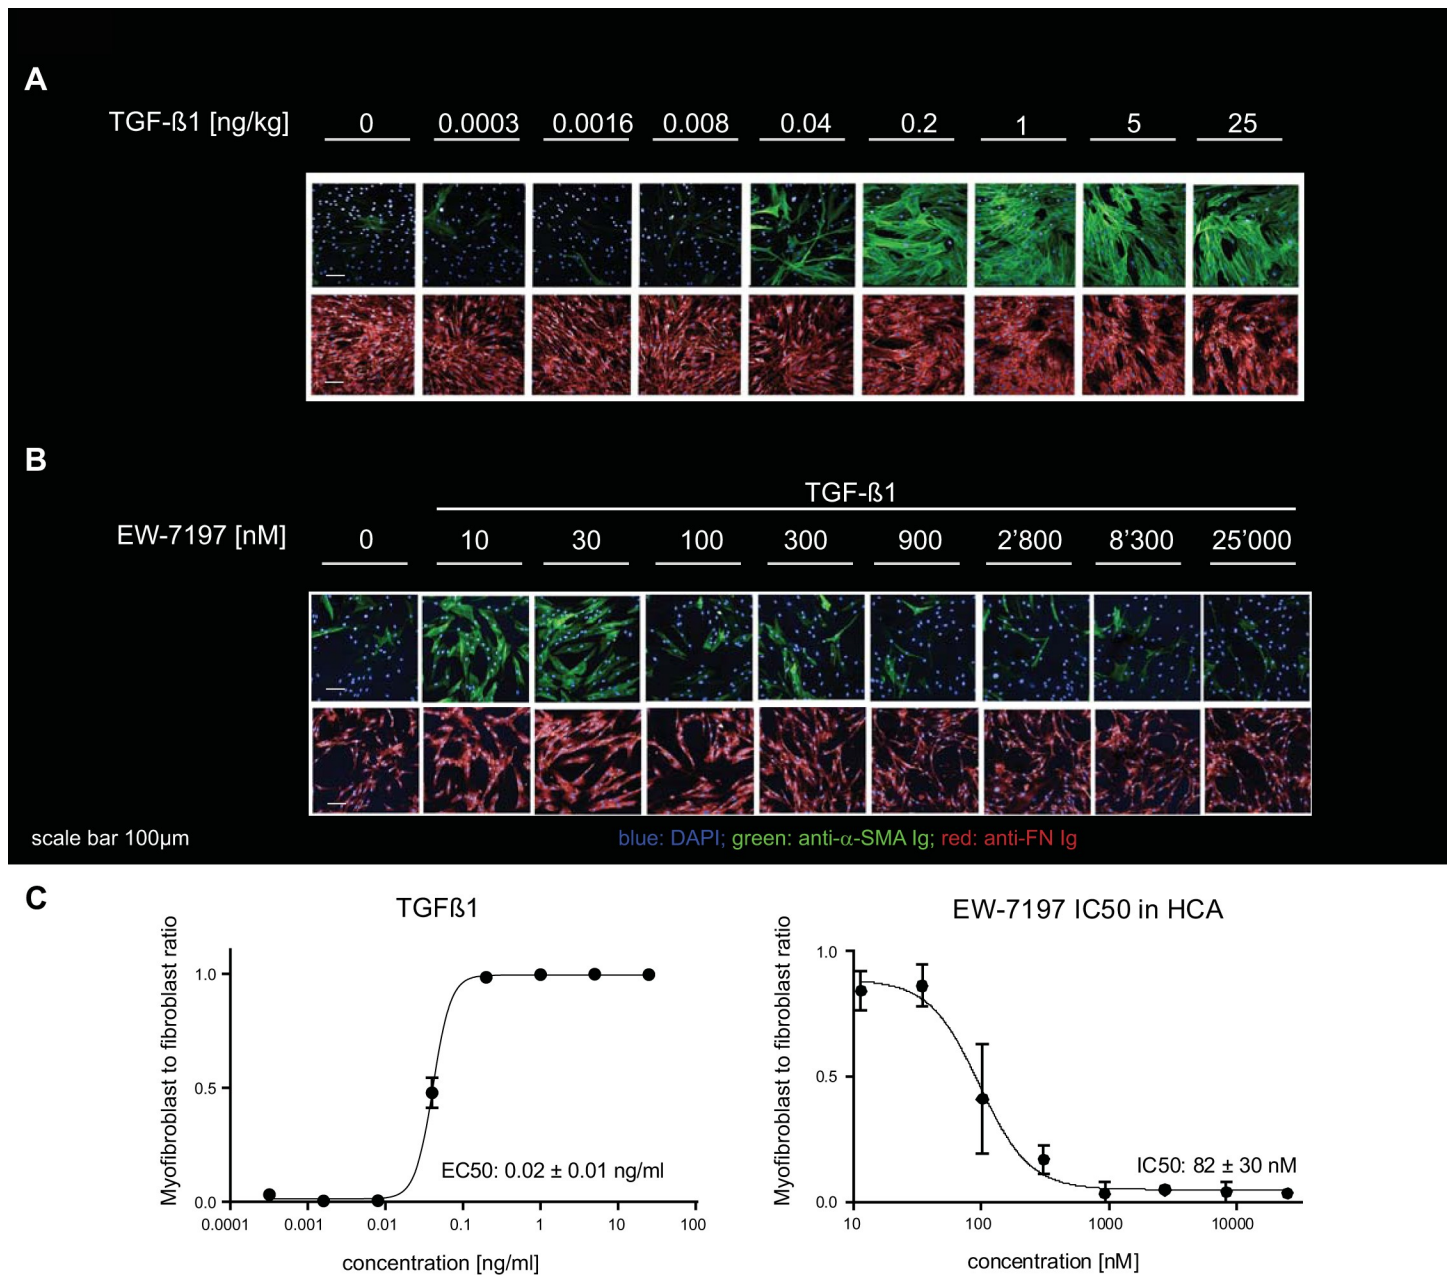 A
TGF-ß1 [ng/kg] 0 0.0003 0.0016 0.008 0.04 0.2 1 5 25
B
TGF-ß1
EW-7197 [nM] 0 10 30 100 300 900 2’800 8’300 25’000
scale bar 100µm blue: DAPI; green: anti-α-SMA Ig; red: anti-FN Ig
C
TGFß1
Myofibroblast to fibroblast ratio
1.0
0.5
0.0
EC50: 0.02 ± 0.01 ng/ml
0.0001 0.001 0.01 0.1 1 10 100
concentration [ng/ml]
EW-7197 IC50 in HCA
Myofibroblast to fibroblast ratio
1.0
0.5
0.0
IC50: 82 ± 30 nM
10 100 1000 10000
concentration [nM]